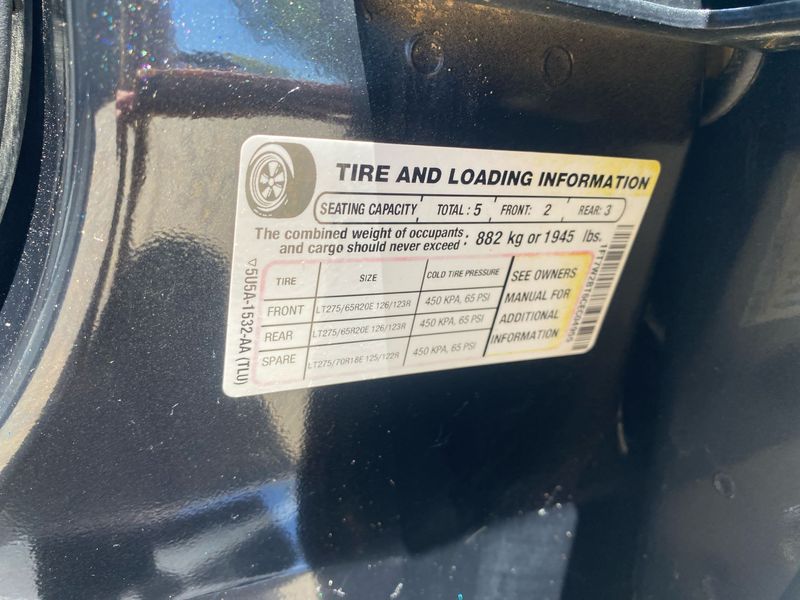 TIRE AND LOADING INFORMATION
SEATING CAPACITY TOTAL : 5 FRONT: 2 REAR: 3
The combined weight of occupants and cargo should never exceed : 882 kg or 1945 lbs.
TIRE SIZE COLD TIRE PRESSURE
FRONT LT275/65R20E 126/123R 450 KPA, 65 PSI
REAR LT275/65R20E 126/123R 450 KPA, 65 PSI
SPARE LT275/70R18E 125/122R 450 KPA, 65 PSI
SEE OWNERS
MANUAL FOR
ADDITIONAL
INFORMATION
5U5A-1532-AA (TLU)